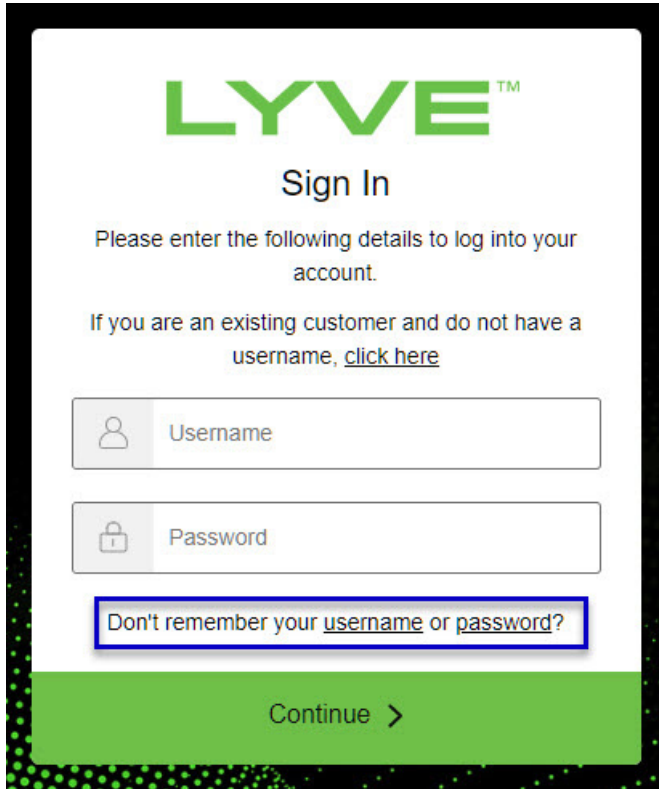 LYVE™
Sign In
Please enter the following details to log into your
account.
If you are an existing customer and do not have a
username, click here
Username
Password
Don't remember your username or password?
Continue